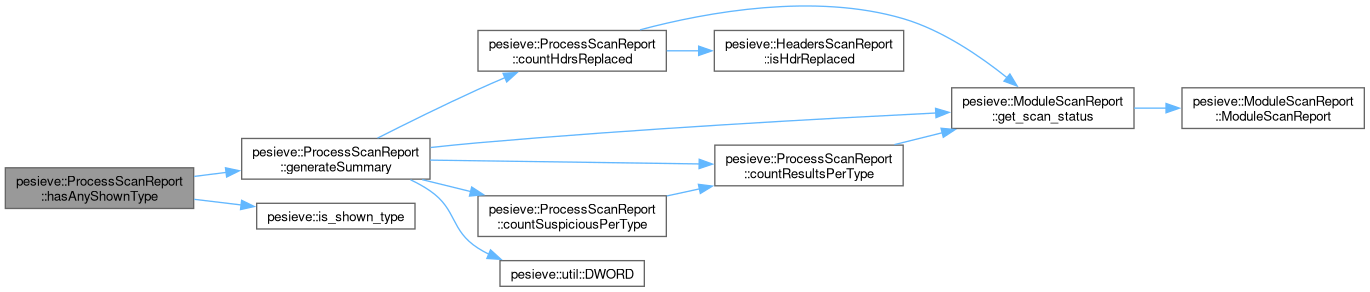 pesieve::ProcessScanReport
::hasAnyShownType
pesieve::ProcessScanReport
::generateSummary
pesieve::is_shown_type
pesieve::ProcessScanReport
::countHdrsReplaced
pesieve::HeadersScanReport
::isHdrReplaced
pesieve::ProcessScanReport
::countResultsPerType
pesieve::ProcessScanReport
::countSuspiciousPerType
pesieve::util::DWORD
pesieve::ModuleScanReport
::get_scan_status
pesieve::ModuleScanReport
::ModuleScanReport